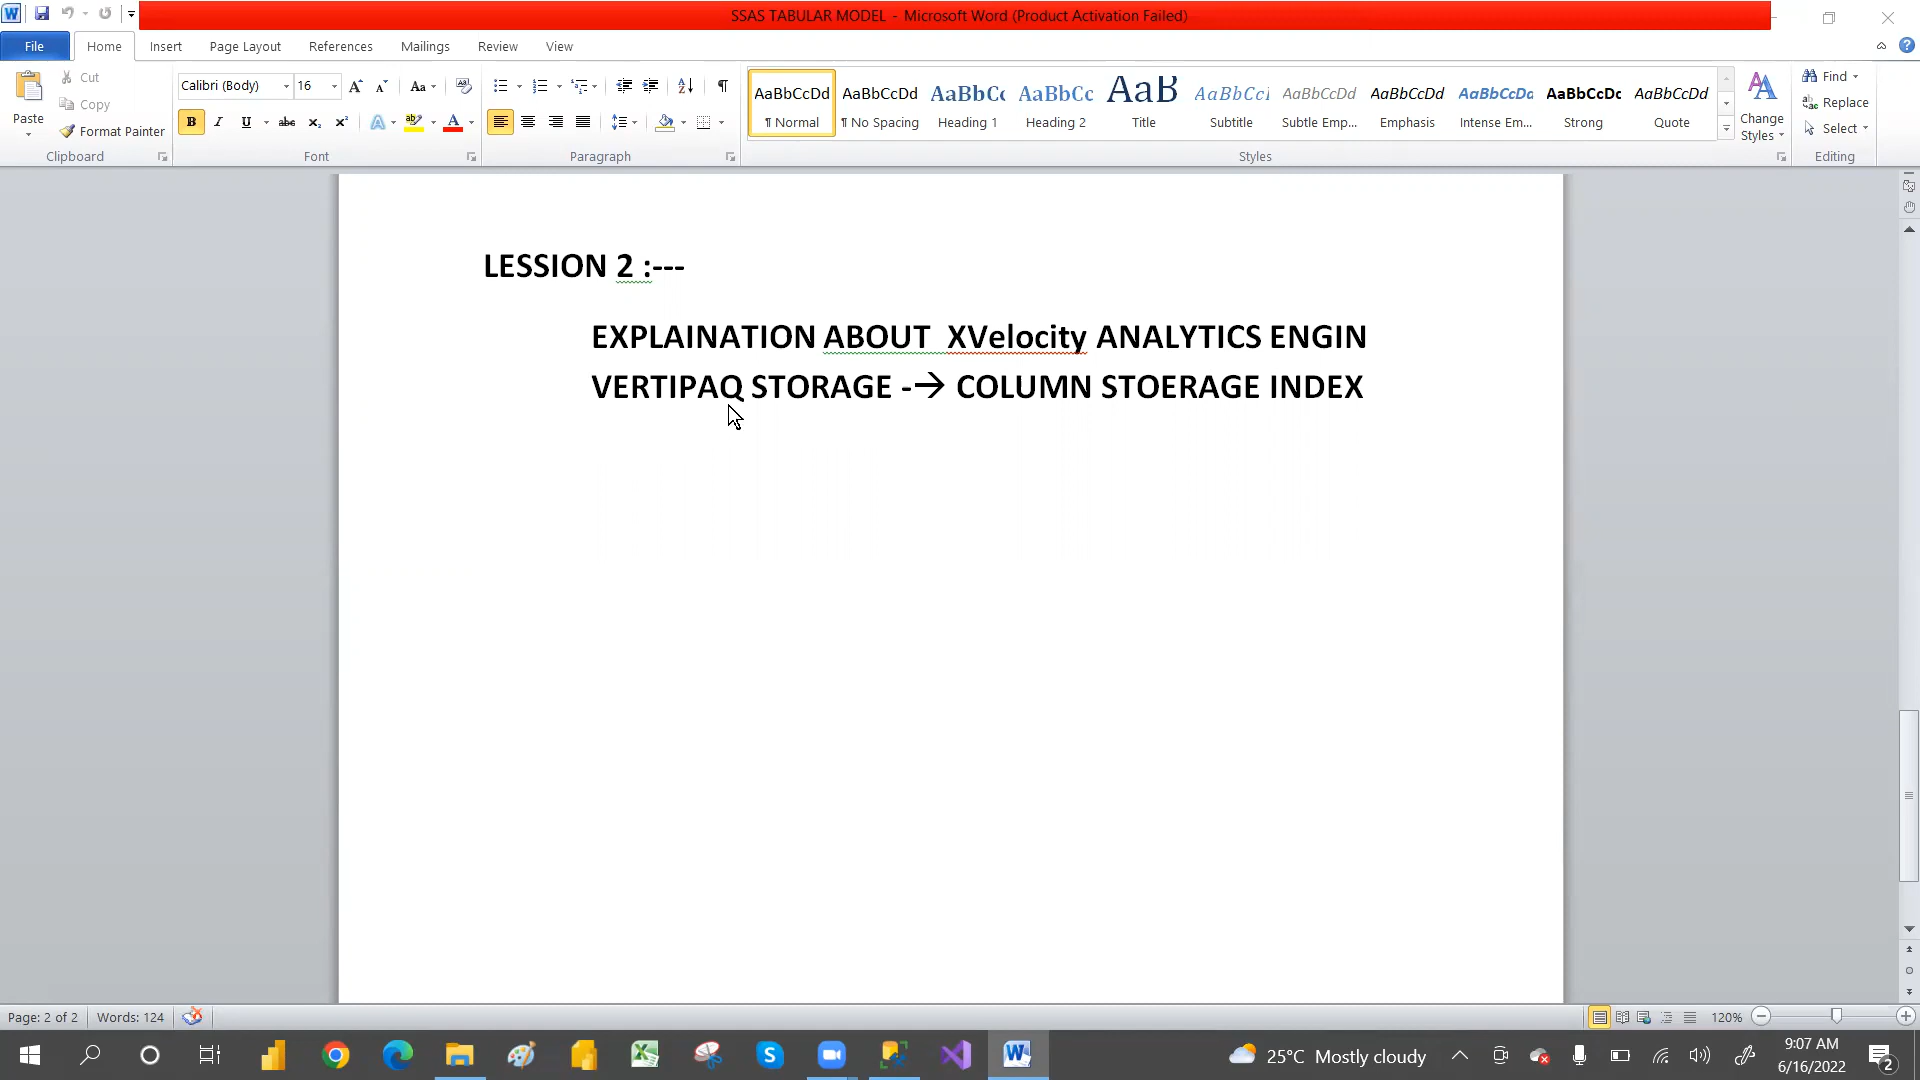 SSAS TABULAR MODEL - Microsoft Word (Product Activation Failed)
File Home Insert Page Layout References Mailings Review View
Paste
Cut
Copy
Format Painter
Clipboard
Calibri (Body) 16
Font
Paragraph
AaBbCcDd AaBbCcDd AaBbCc AaBbCc AaB AaBbCcI AaBbCcDd AaBbCcDd AaBbCcDd AaBbCcDc AaBbCcDd
¶ Normal ¶ No Spacing Heading 1 Heading 2 Title Subtitle Subtle Emp... Emphasis Intense Em... Strong Quote
Change Styles
Styles
Find
Replace
Select
Editing
LESSION 2 :---
EXPLAINATION ABOUT XVelocity ANALYTICS ENGIN
VERTIPAQ STORAGE -→ COLUMN STOERAGE INDEX
Page: 2 of 2 Words: 124 120%
25°C Mostly cloudy
9:07 AM
6/16/2022
2